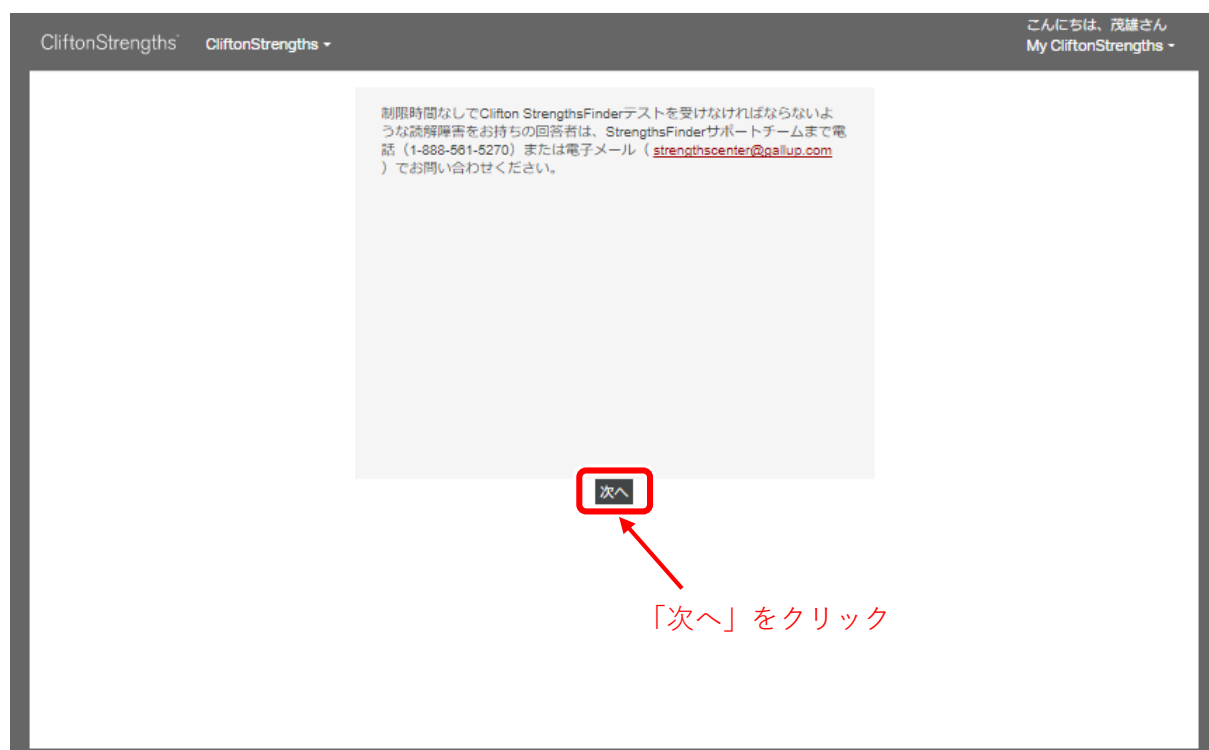 CliftonStrengths® CliftonStrengths
こんにちは、茂雄さん
My CliftonStrengths
制限時間なしでClifton StrengthsFinderテストを受けなければならないよ
うな読解障害をお持ちの回答者は、StrengthsFinderサポートチームまで電
話（1-888-561-5270）または電子メール（ strengthscenter@gallup.com
）でお問い合わせください。
次へ
「次へ」をクリック